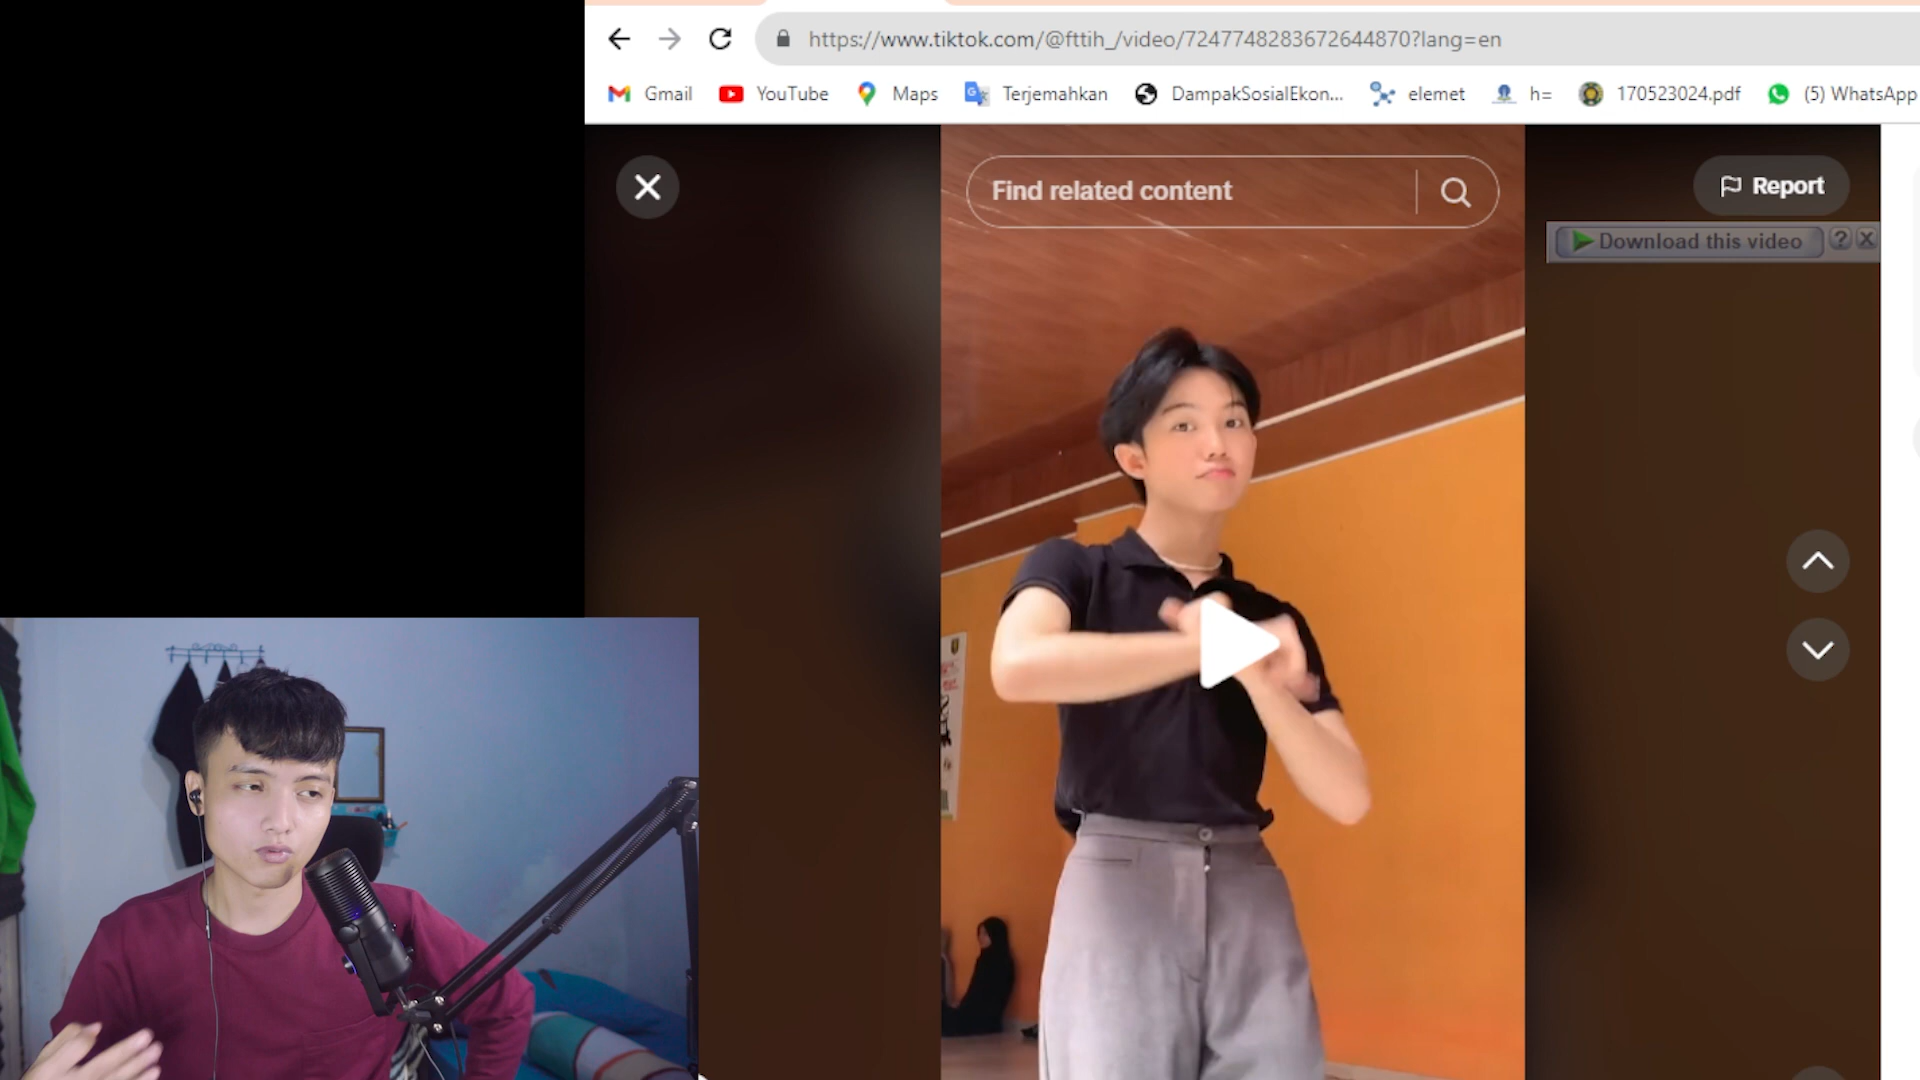 https://www.tiktok.com/@fttih_/video/7247748283672644870?lang=en
Gmail YouTube Maps Terjemahkan DampakSosialEkon... elemet h= 170523024.pdf (5) WhatsApp
Find related content
Report
Download this video ? X